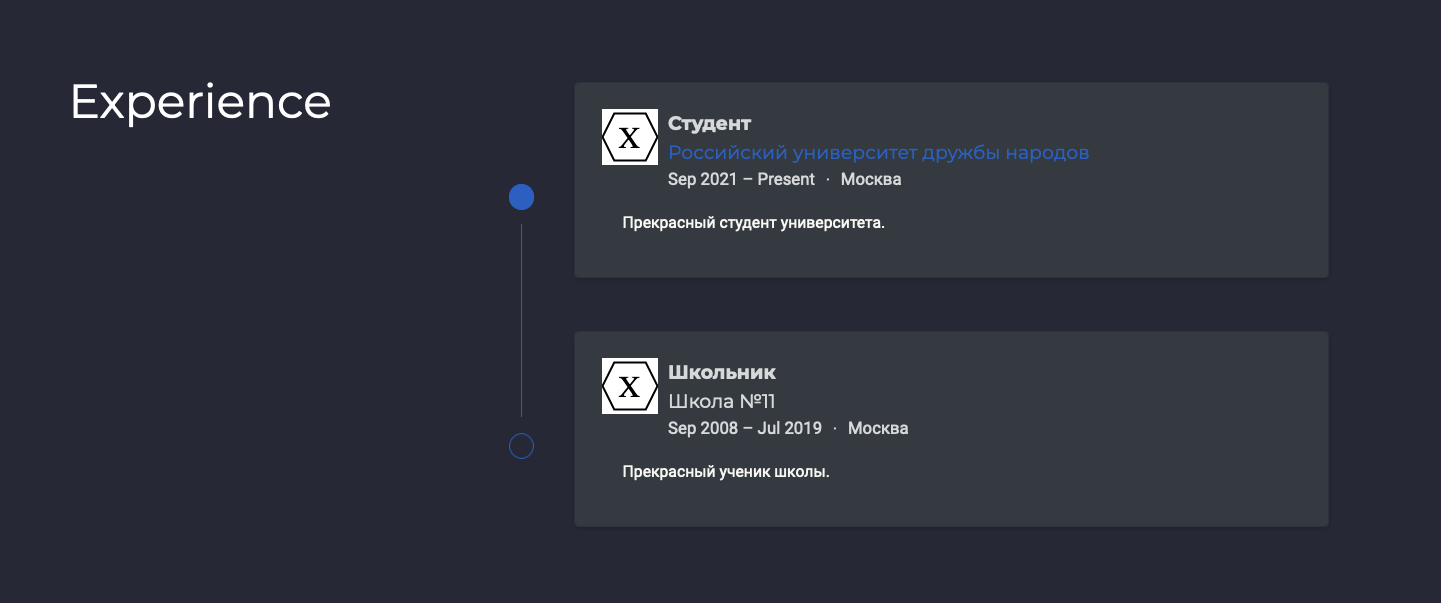 Experience
X
Студент
Российский университет дружбы народов
Sep 2021 – Present · Москва
Прекрасный студент университета.
X
Школьник
Школа №11
Sep 2008 – Jul 2019 · Москва
Прекрасный ученик школы.